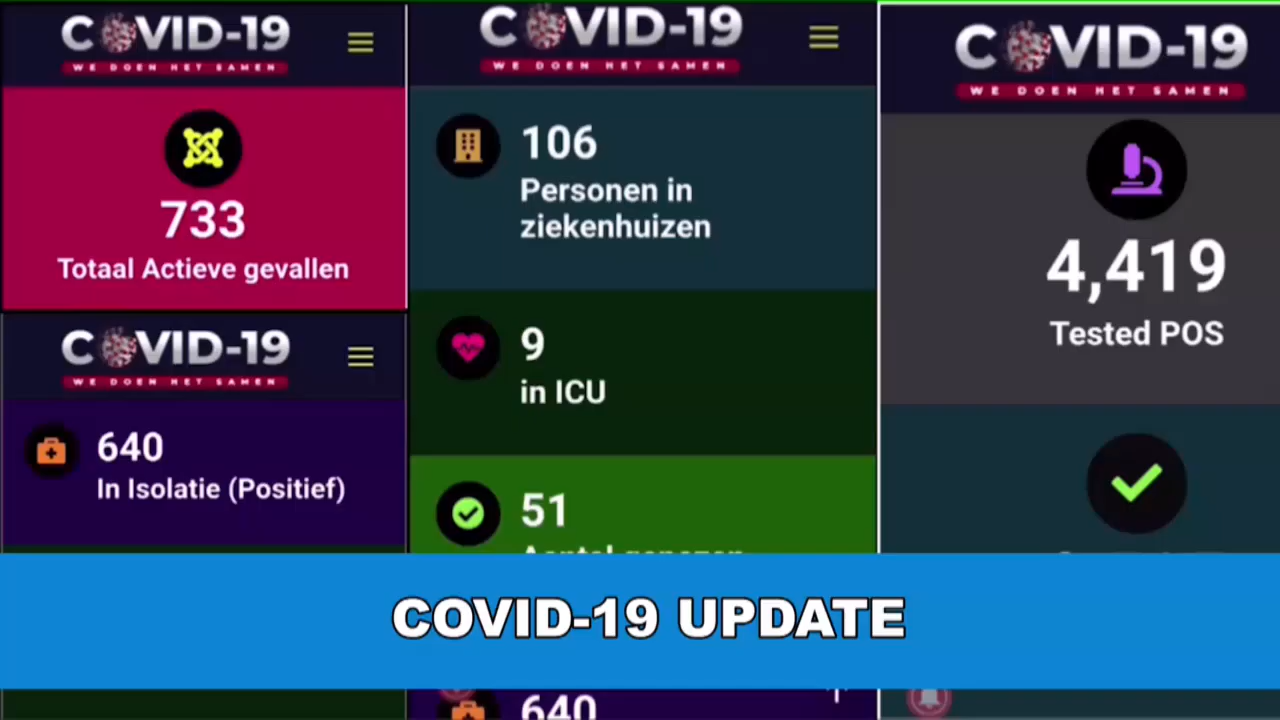 COVID-19
WE DOEN HET SAMEN
733
Totaal Actieve gevallen
COVID-19
WE DOEN HET SAMEN
640
In Isolatie (Positief)
COVID-19
WE DOEN HET SAMEN
106
Personen in
ziekenhuizen
9
in ICU
51
Aantal genezen
640
COVID-19
WE DOEN HET SAMEN
4,419
Tested POS
COVID-19 UPDATE